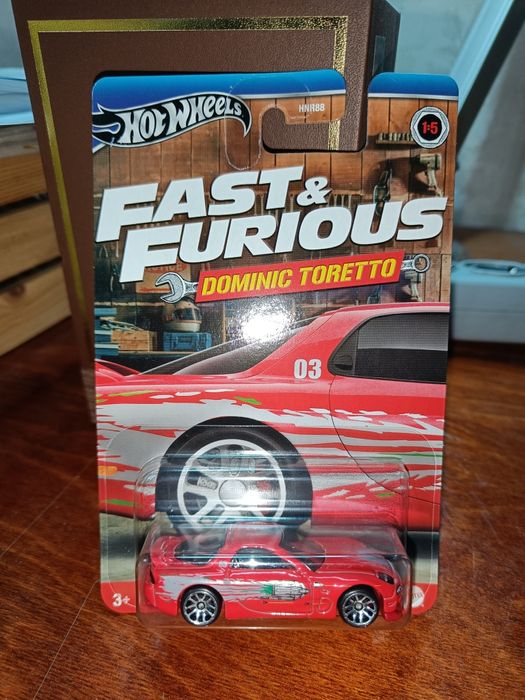 HNR88
HOT WHEELS
1:5
FAST &
FURIOUS
DOMINIC TORETTO
03
3+